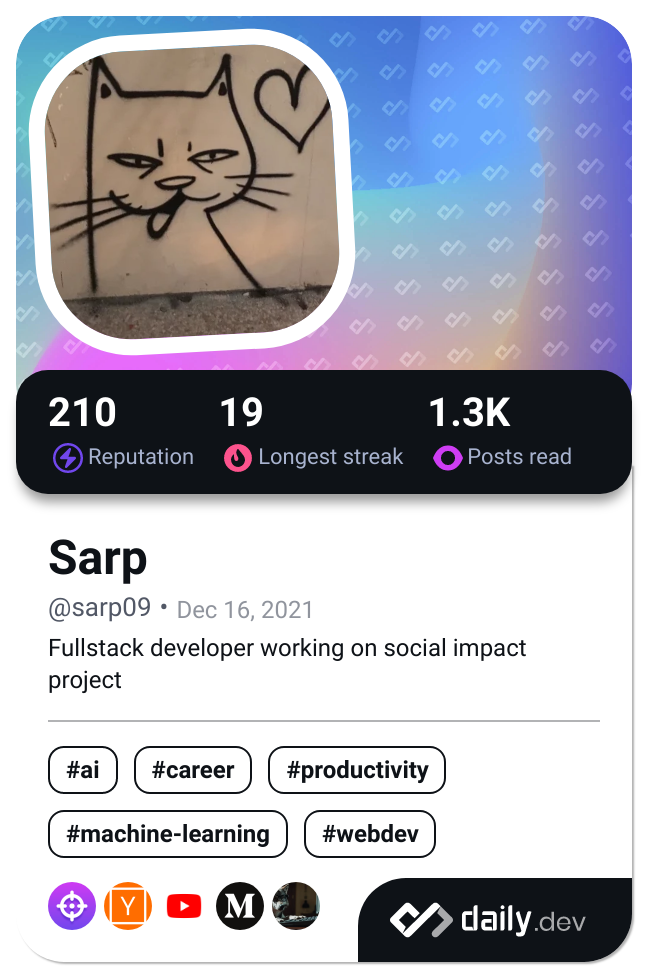 210 19 1.3K
Reputation Longest streak Posts read
Sarp
@sarp09 • Dec 16, 2021
Fullstack developer working on social impact
project
#ai #career #productivity
#machine-learning #webdev
Y M daily.dev